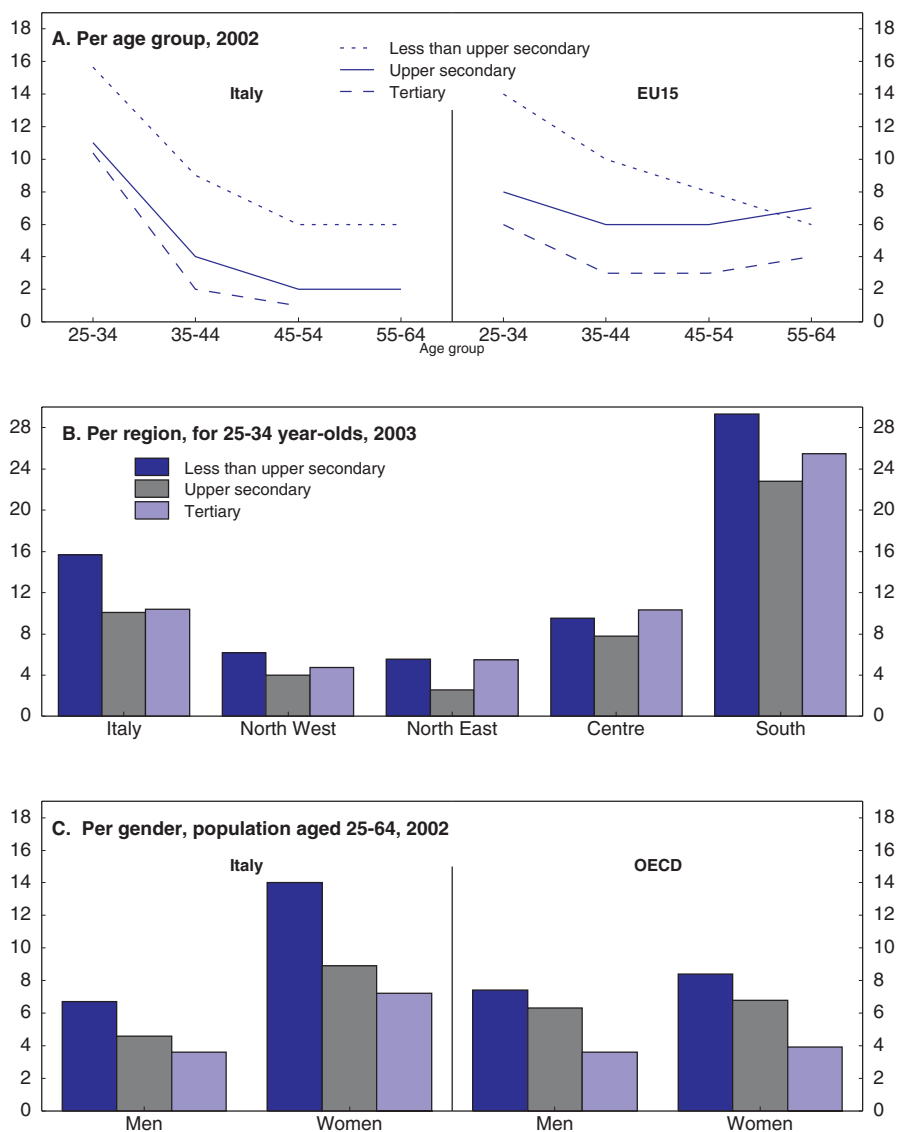 18 18
A. Per age group, 2002
Less than upper secondary
16 16
Upper secondary
14 Italy Tertiary EU15 14
12 12
10 10
8 8
6 6
4 4
2 2
0 0
25-34 35-44 45-54 55-64 25-34 35-44 45-54 55-64
Age group
28 B. Per region, for 25-34 year-olds, 2003 28
Less than upper secondary
24 24
Upper secondary
Tertiary
20 20
16 16
12 12
8 8
4 4
0 0
Italy North West North East Centre South
18 18
C. Per gender, population aged 25-64, 2002
16 16
Italy OECD
14 14
12 12
10 10
8 8
6 6
4 4
2 2
0 0
Men Women Men Women